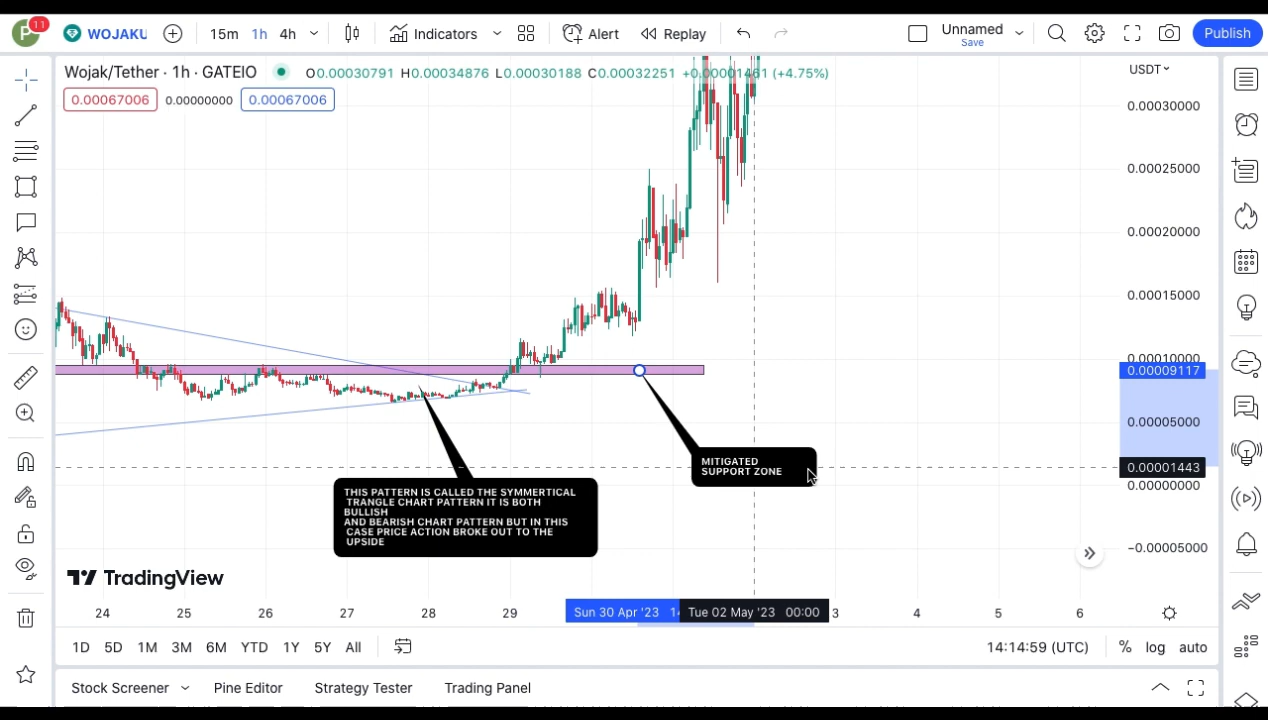 P
11
WOJAKU
15m
1h
4h
Indicators
Alert
Replay
Unnamed
Save
Publish
Wojak/Tether · 1h · GATEIO
O0.00030791 H0.00034876 L0.00030188 C0.00032251 +0.00001461 (+4.75%)
0.00067006
0.00000000
0.00067006
USDT
0.00030000
0.00025000
0.00020000
0.00015000
0.00010000
0.00009117
0.00005000
0.00001443
0.00000000
−0.00005000
MITIGATED
SUPPORT ZONE
THIS PATTERN IS CALLED THE SYMMERTICAL
TRANGLE CHART PATTERN IT IS BOTH
BULLISH
AND BEARISH CHART PATTERN BUT IN THIS
CASE PRICE ACTION BROKE OUT TO THE
UPSIDE
TradingView
24
25
26
27
28
29
Sun 30 Apr '23
Tue 02 May '23 00:00
3
4
5
6
1D
5D
1M
3M
6M
YTD
1Y
5Y
All
14:14:59 (UTC)
%
log
auto
Stock Screener
Pine Editor
Strategy Tester
Trading Panel